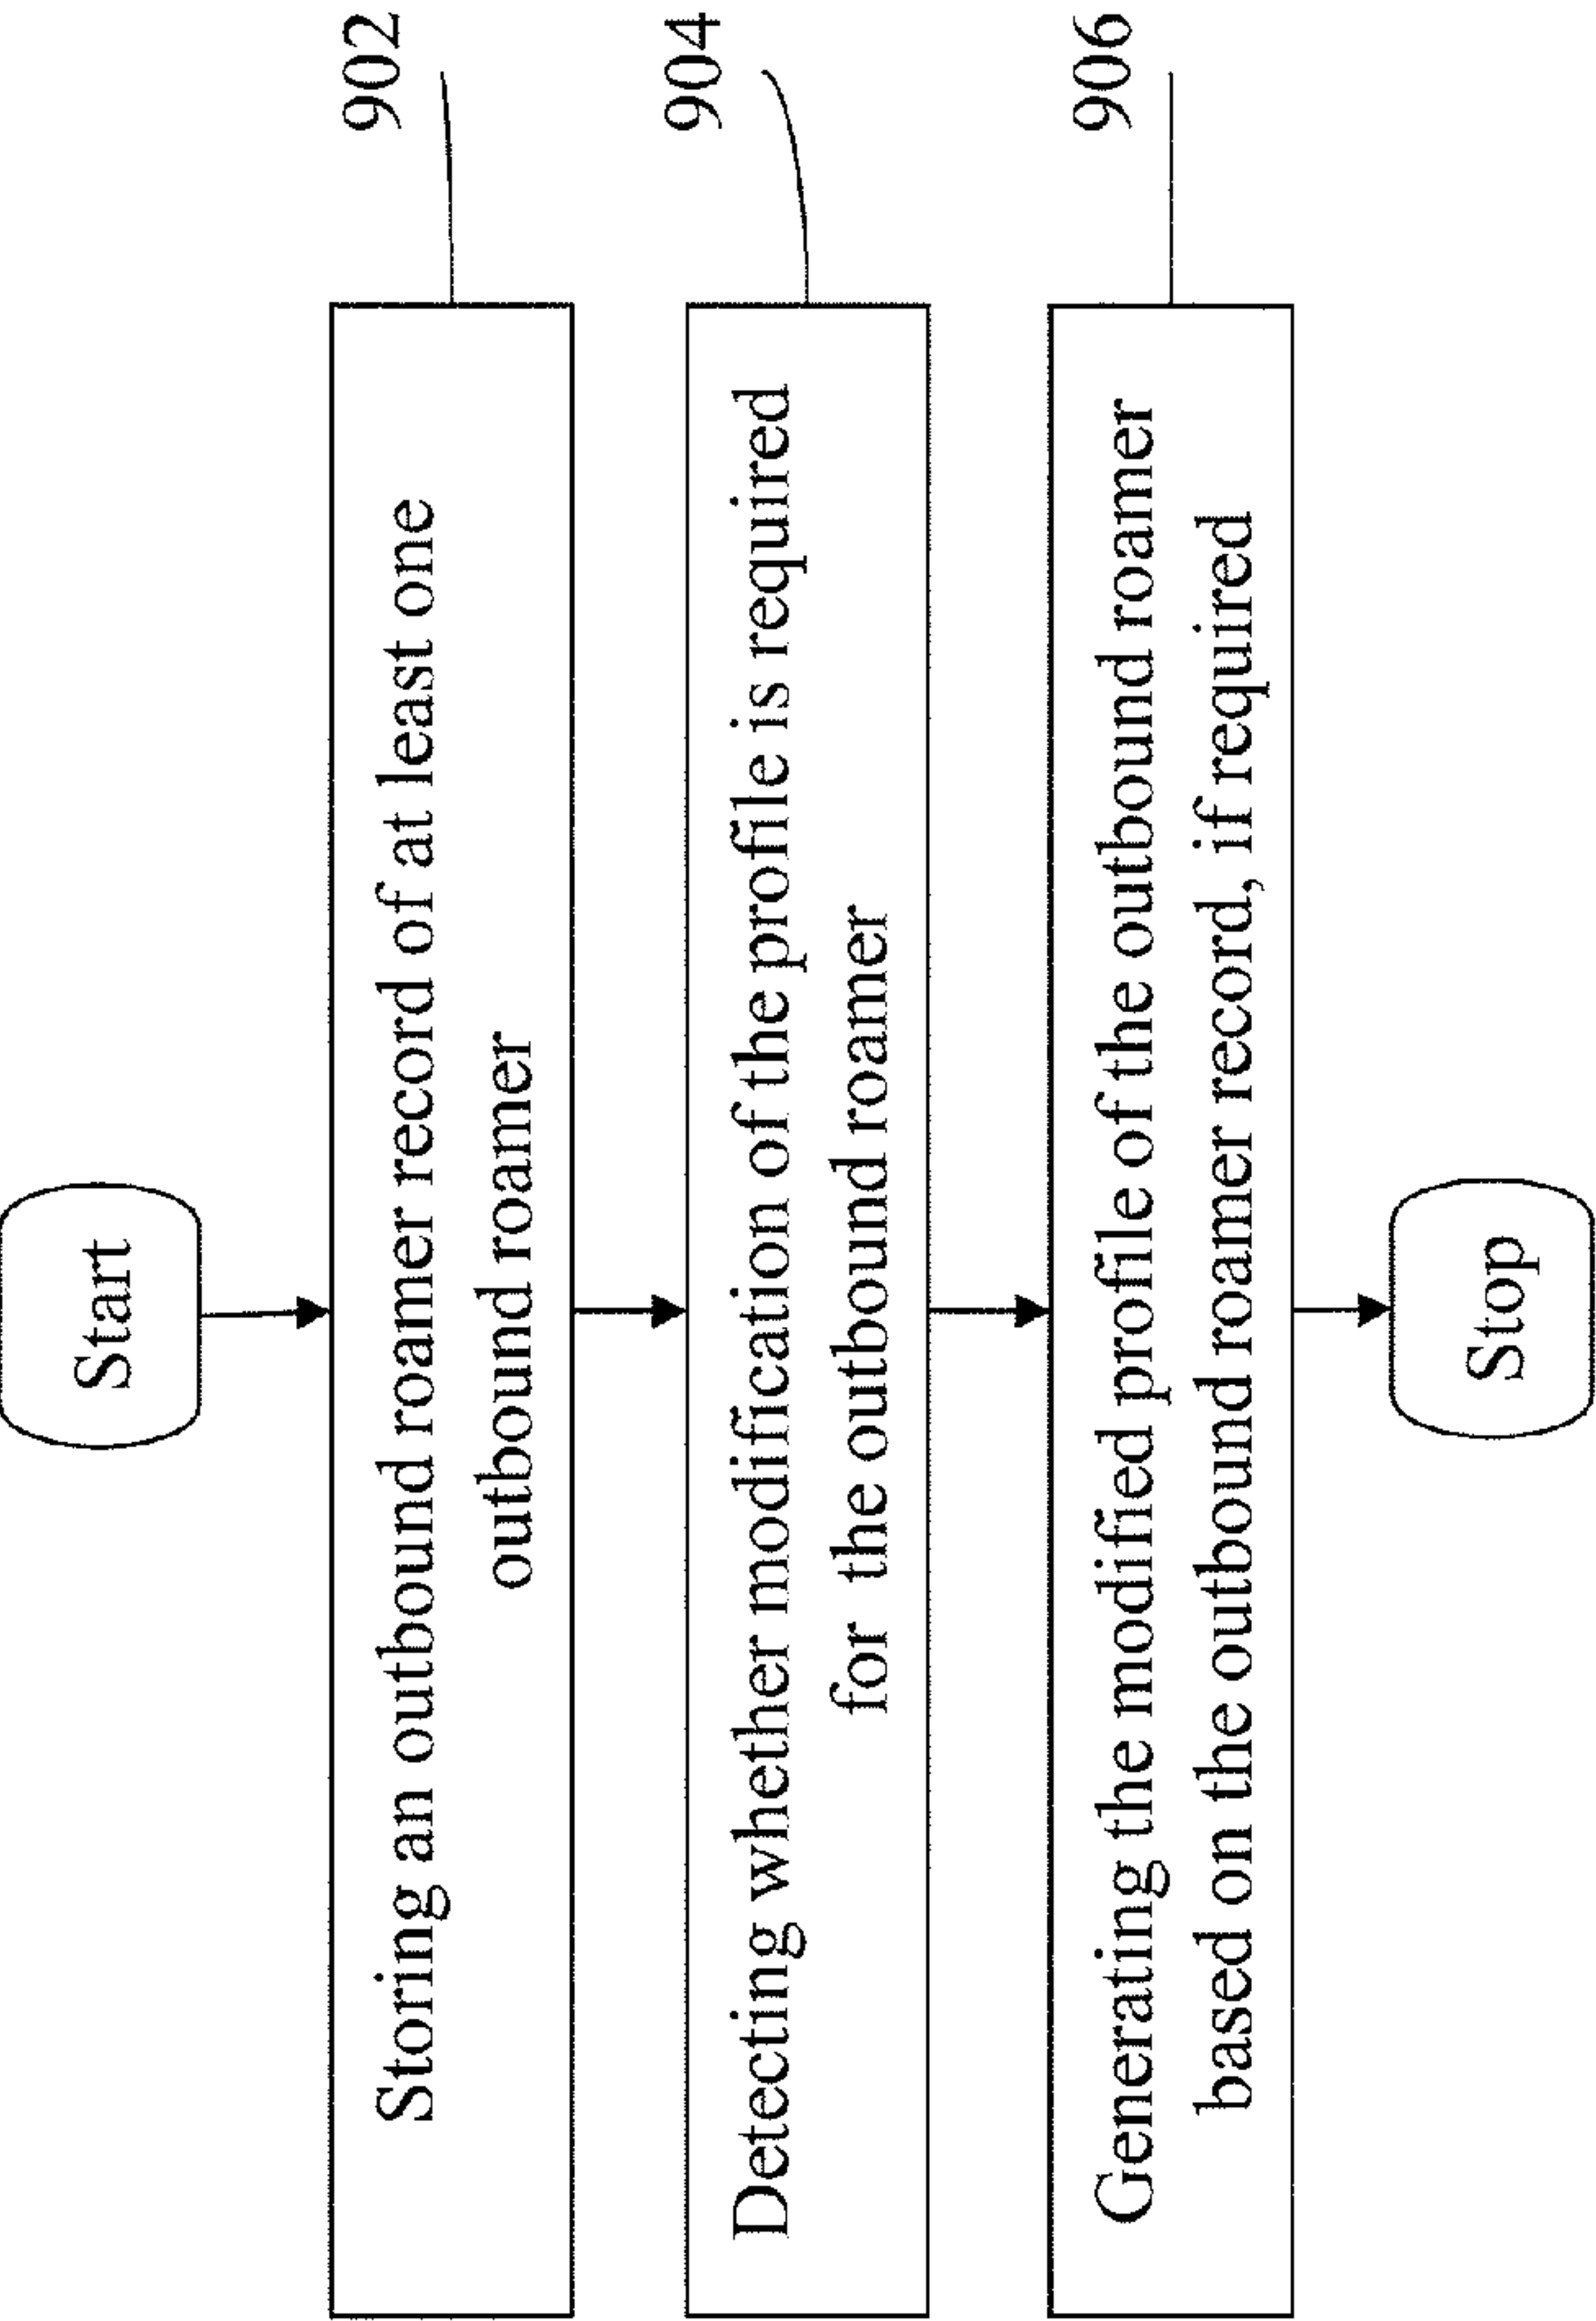 Start
902
Storing an outbound roamer record of at least one
outbound roamer
904
Detecting whether modification of the profile is required
for the outbound roamer
906
Generating the modified profile of the outbound roamer
based on the outbound roamer record, if required
Stop